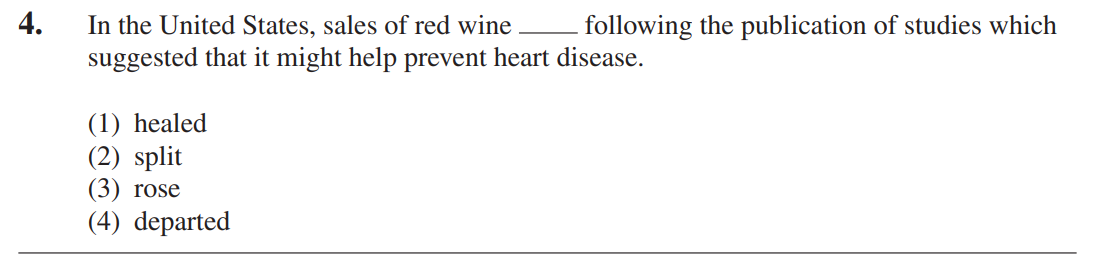 4. In the United States, sales of red wine ____ following the publication of studies which
suggested that it might help prevent heart disease.
(1) healed
(2) split
(3) rose
(4) departed